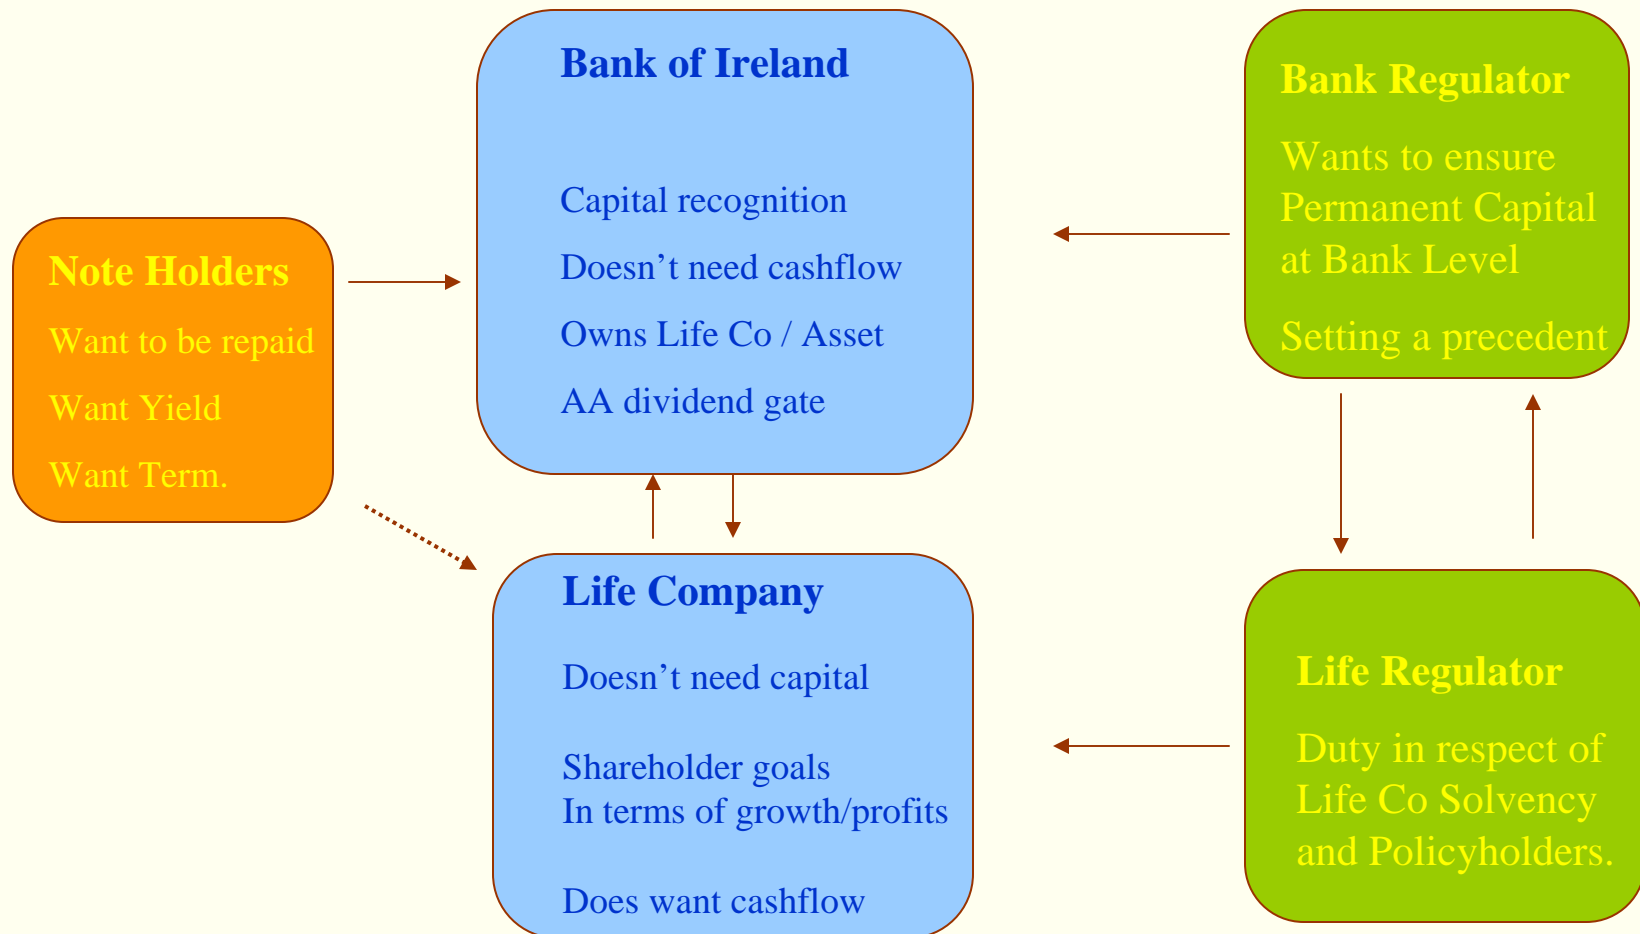 Note Holders
Want to be repaid
Want Yield
Want Term.
Bank of Ireland
Capital recognition
Doesn’t need cashflow
Owns Life Co / Asset
AA dividend gate
Life Company
Doesn’t need capital
Shareholder goals
In terms of growth/profits
Does want cashflow
Bank Regulator
Wants to ensure
Permanent Capital
at Bank Level
Setting a precedent
Life Regulator
Duty in respect of
Life Co Solvency
and Policyholders.